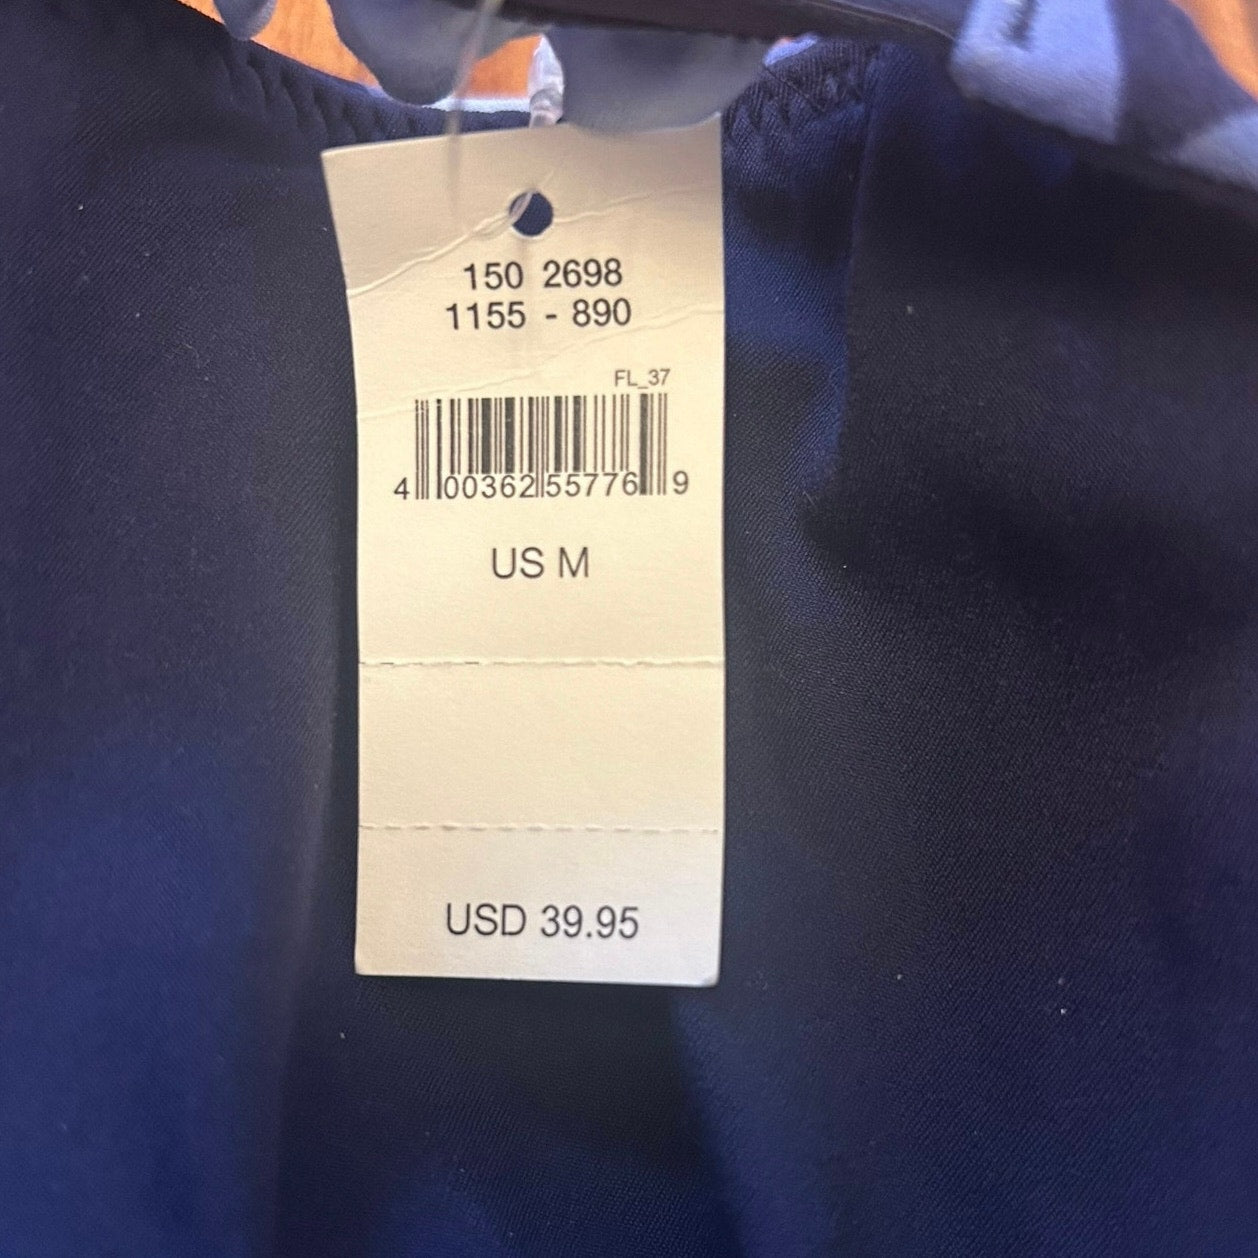 150 2698
1155 - 890
FL_37
4 00362 55776 9
US M
USD 39.95